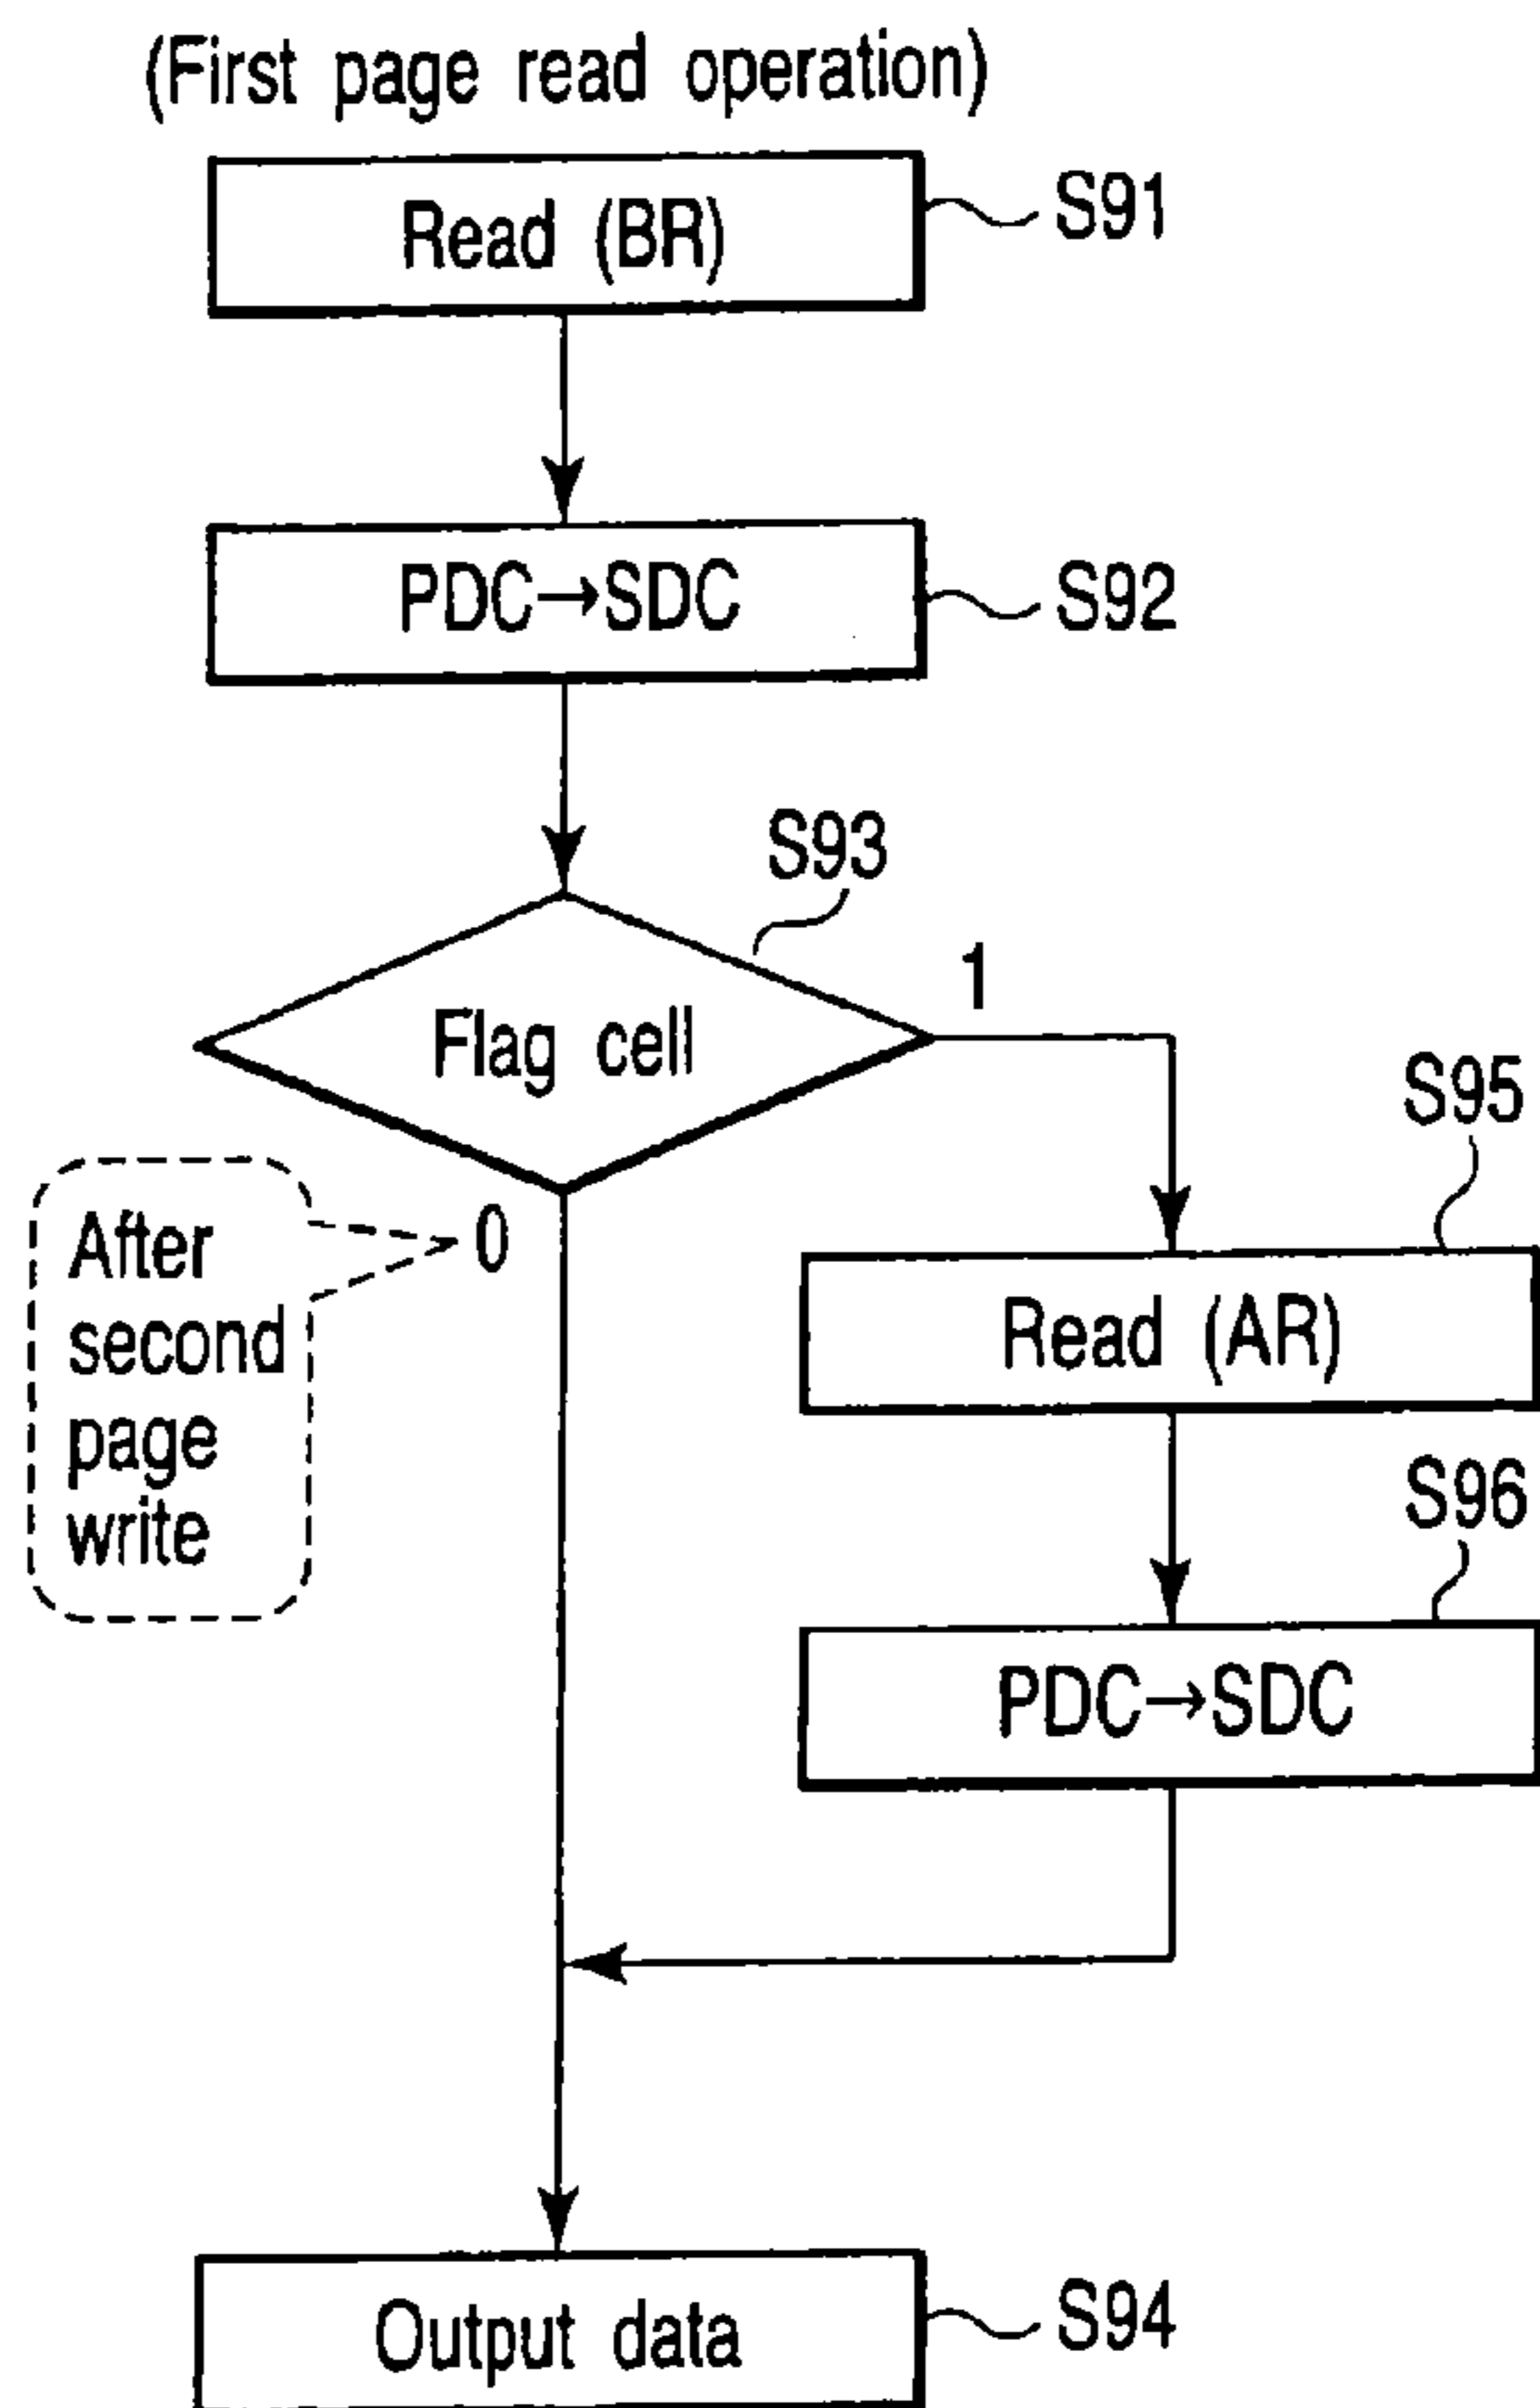 (First page read operation)
Read (BR)
S91
PDC→SDC
S92
S93
Flag cell
1
0
After
second
page
write
S95
Read (AR)
S96
PDC→SDC
Output data
S94